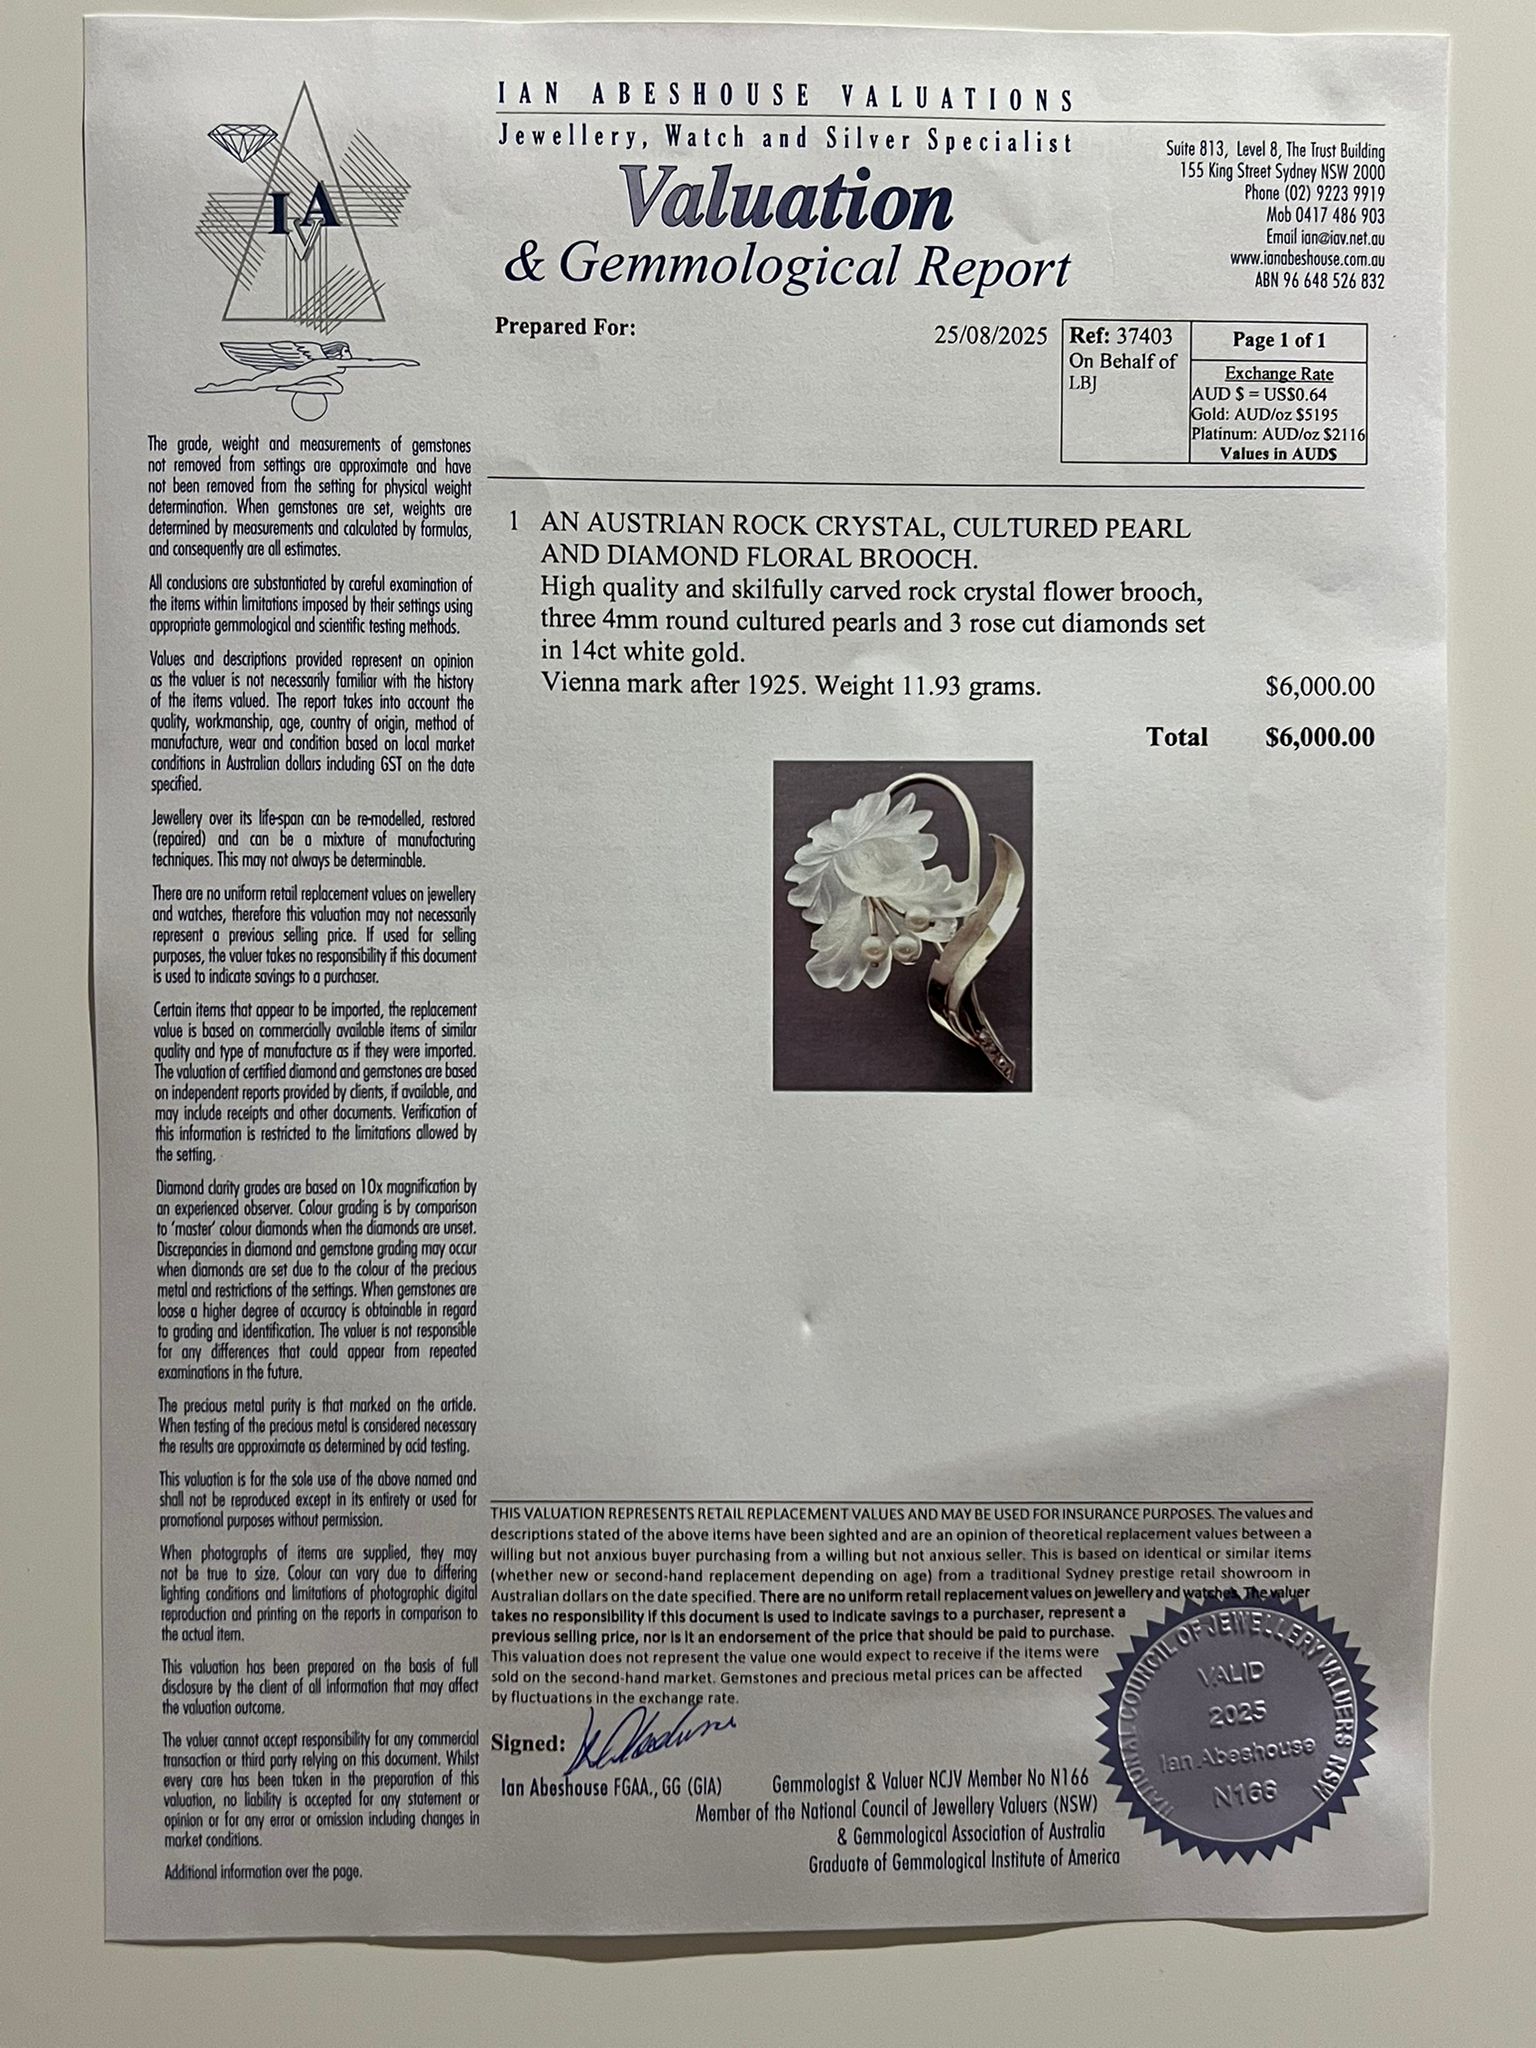 IAN ABESHOUSE VALUATIONS
Jewellery, Watch and Silver Specialist
Valuation
& Gemmological Report
Suite 813, Level 8, The Trust Building
155 King Street Sydney NSW 2000
Phone (02) 9223 9919
Mob 0417 486 903
Email ian@iav.net.au
www.ianabeshouse.com.au
ABN 96 648 526 832
IVA
Prepared For:
25/08/2025
Ref: 37403
On Behalf of
LBJ
Page 1 of 1
Exchange Rate
AUD $ = US$0.64
Gold: AUD/oz $5195
Platinum: AUD/oz $2116
Values in AUD$
The grade, weight and measurements of gemstones
not removed from settings are approximate and have
not been removed from the setting for physical weight
determination. When gemstones are set, weights are
determined by measurements and calculated by formulas,
and consequently are all estimates.
All conclusions are substantiated by careful examination of
the items within limitations imposed by their settings using
appropriate gemmological and scientific testing methods.
Values and descriptions provided represent an opinion
as the valuer is not necessarily familiar with the history
of the items valued. The report takes into account the
quality, workmanship, age, country of origin, method of
manufacture, wear and condition based on local market
conditions in Australian dollars including GST on the date
specified.
Jewellery over its life-span can be re-modelled, restored
(repaired) and can be a mixture of manufacturing
techniques. This may not always be determinable.
There are no uniform retail replacement values on jewellery
and watches, therefore this valuation may not necessarily
represent a previous selling price. If used for selling
purposes, the valuer takes no responsibility if this document
is used to indicate savings to a purchaser.
Certain items that appear to be imported, the replacement
value is based on commercially available items of similar
quality and type of manufacture as if they were imported.
The valuation of certified diamond and gemstones are based
on independent reports provided by clients, if available, and
may include receipts and other documents. Verification of
this information is restricted to the limitations allowed by
the setting.
Diamond clarity grades are based on 10x magnification by
an experienced observer. Colour grading is by comparison
to 'master' colour diamonds when the diamonds are unset.
Discrepancies in diamond and gemstone grading may occur
when diamonds are set due to the colour of the precious
metal and restrictions of the settings. When gemstones are
loose a higher degree of accuracy is obtainable in regard
to grading and identification. The valuer is not responsible
for any differences that could appear from repeated
examinations in the future.
The precious metal purity is that marked on the article.
When testing of the precious metal is considered necessary
the results are approximate as determined by acid testing.
This valuation is for the sole use of the above named and
shall not be reproduced except in its entirety or used for
promotional purposes without permission.
When photographs of items are supplied, they may
not be true to size. Colour can vary due to differing
lighting conditions and limitations of photographic digital
reproduction and printing on the reports in comparison to
the actual item.
This valuation has been prepared on the basis of full
disclosure by the client of all information that may affect
the valuation outcome.
The valuer cannot accept responsibility for any commercial
transaction or third party relying on this document. Whilst
every care has been taken in the preparation of this
valuation, no liability is accepted for any statement or
opinion or for any error or omission including changes in
market conditions.
Additional information over the page.
1 AN AUSTRIAN ROCK CRYSTAL, CULTURED PEARL
AND DIAMOND FLORAL BROOCH.
High quality and skilfully carved rock crystal flower brooch,
three 4mm round cultured pearls and 3 rose cut diamonds set
in 14ct white gold.
Vienna mark after 1925. Weight 11.93 grams. $6,000.00
Total $6,000.00
THIS VALUATION REPRESENTS RETAIL REPLACEMENT VALUES AND MAY BE USED FOR INSURANCE PURPOSES. The values and
descriptions stated of the above items have been sighted and are an opinion of theoretical replacement values between a
willing but not anxious buyer purchasing from a willing but not anxious seller. This is based on identical or similar items
(whether new or second-hand replacement depending on age) from a traditional Sydney prestige retail showroom in
Australian dollars on the date specified. There are no uniform retail replacement values on jewellery and watches. The valuer
takes no responsibility if this document is used to indicate savings to a purchaser, represent a
previous selling price, nor is it an endorsement of the price that should be paid to purchase.
This valuation does not represent the value one would expect to receive if the items were
sold on the second-hand market. Gemstones and precious metal prices can be affected
by fluctuations in the exchange rate.
Signed:
Ian Abeshouse FGAA., GG (GIA)
Gemmologist & Valuer NCJV Member No N166
Member of the National Council of Jewellery Valuers (NSW)
& Gemmological Association of Australia
Graduate of Gemmological Institute of America
NATIONAL COUNCIL OF JEWELLERY VALUERS NSW
VALID
2025
Ian Abeshouse
N166